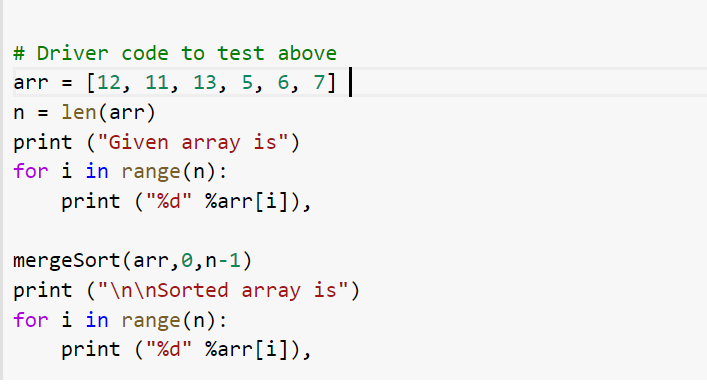 # Driver code to test above
arr = [12, 11, 13, 5, 6, 7]
n = len(arr)
print ("Given array is")
for i in range(n):
    print ("%d" %arr[i]),

mergeSort(arr,0,n-1)
print ("\n\nSorted array is")
for i in range(n):
    print ("%d" %arr[i]),